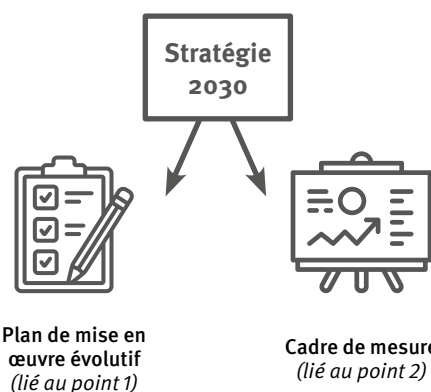 Stratégie
2030
Plan de mise en
œuvre évolutif
(lié au point 1)
Cadre de mesure
(lié au point 2)